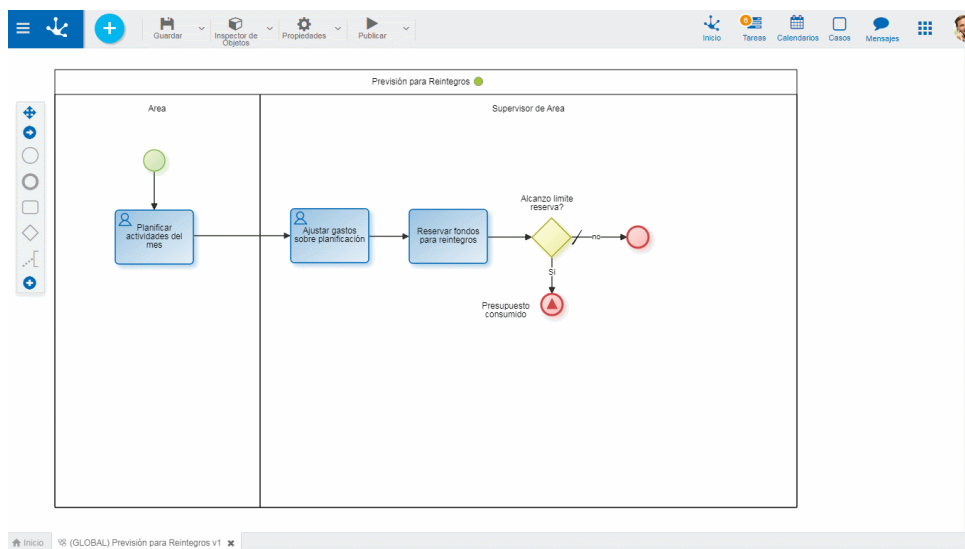 Guardar
Inspector de
Objetos
Propiedades
Publicar
Inicio
6
Tareas
Calendarios
Casos
Mensajes
Previsión para Reintegros
Area
Supervisor de Area
Planificar
actividades del
mes
Ajustar gastos
sobre planificación
Reservar fondos
para reintegros
Alcanzo limite
reserva?
no
Si
Presupuesto
consumido
Inicio
(GLOBAL) Previsión para Reintegros v1